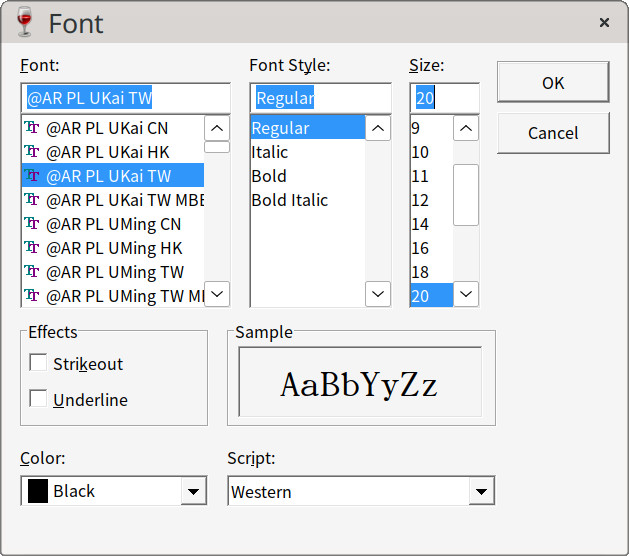 Font
Font:
Font Style:
Size:
@AR PL UKai TW
Regular
20
OK
Cancel
@AR PL UKai CN
@AR PL UKai HK
@AR PL UKai TW
@AR PL UKai TW MBE
@AR PL UMing CN
@AR PL UMing HK
@AR PL UMing TW
@AR PL UMing TW MI
Regular
Italic
Bold
Bold Italic
9
10
11
12
14
16
18
20
Effects
Strikeout
Underline
Sample
AaBbYyZz
Color:
Black
Script:
Western